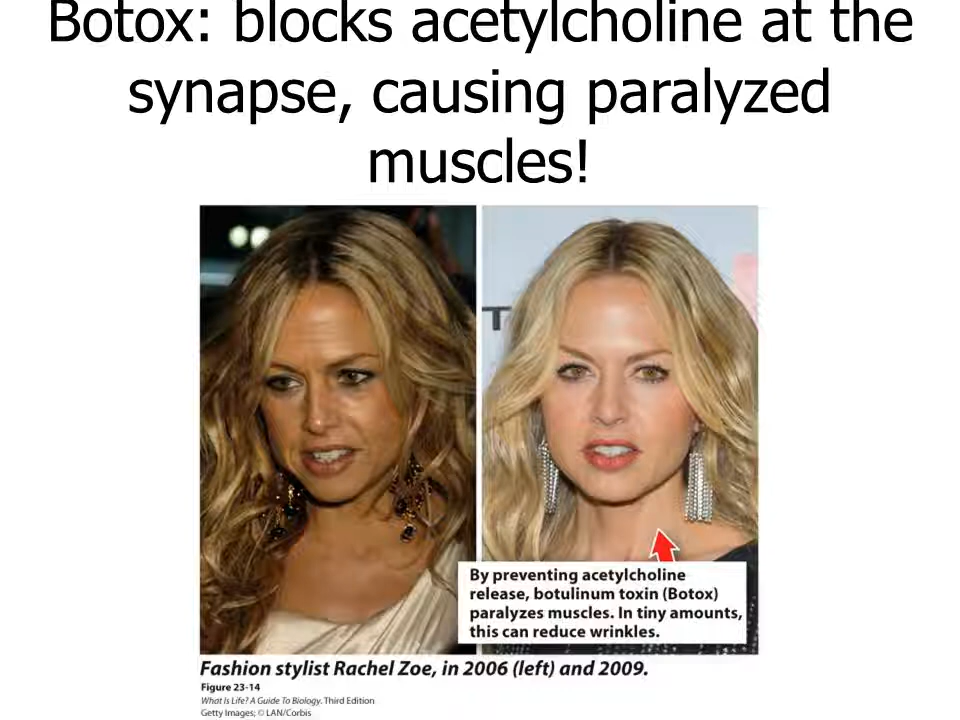 Botox: blocks acetylcholine at the
synapse, causing paralyzed
muscles!
T
By preventing acetylcholine
release, botulinum toxin (Botox)
paralyzes muscles. In tiny amounts,
this can reduce wrinkles.
Fashion stylist Rachel Zoe, in 2006 (left) and 2009.
Figure 23-14
What Is Life? A Guide To Biology, Third Edition
Getty Images; © LAN/Corbis